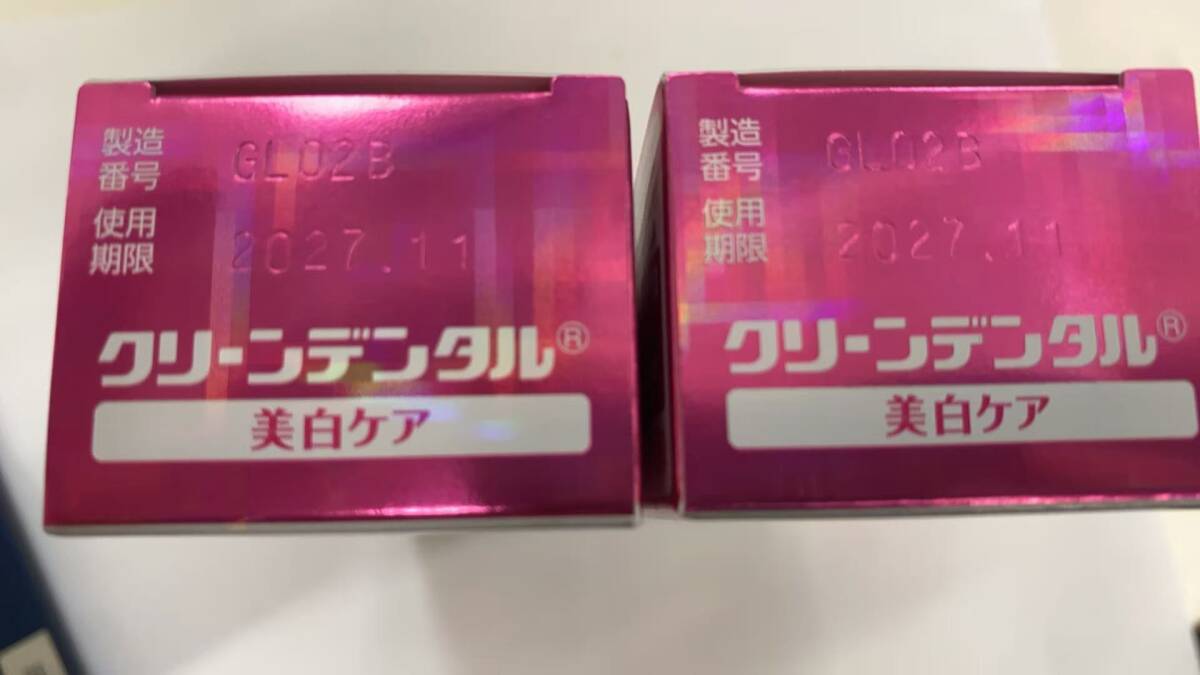 製造
番号 GL02B
使用
期限 2027.11
クリーンデンタル®
美白ケア
製造
番号 GL02B
使用
期限 2027.11
クリーンデンタル®
美白ケア